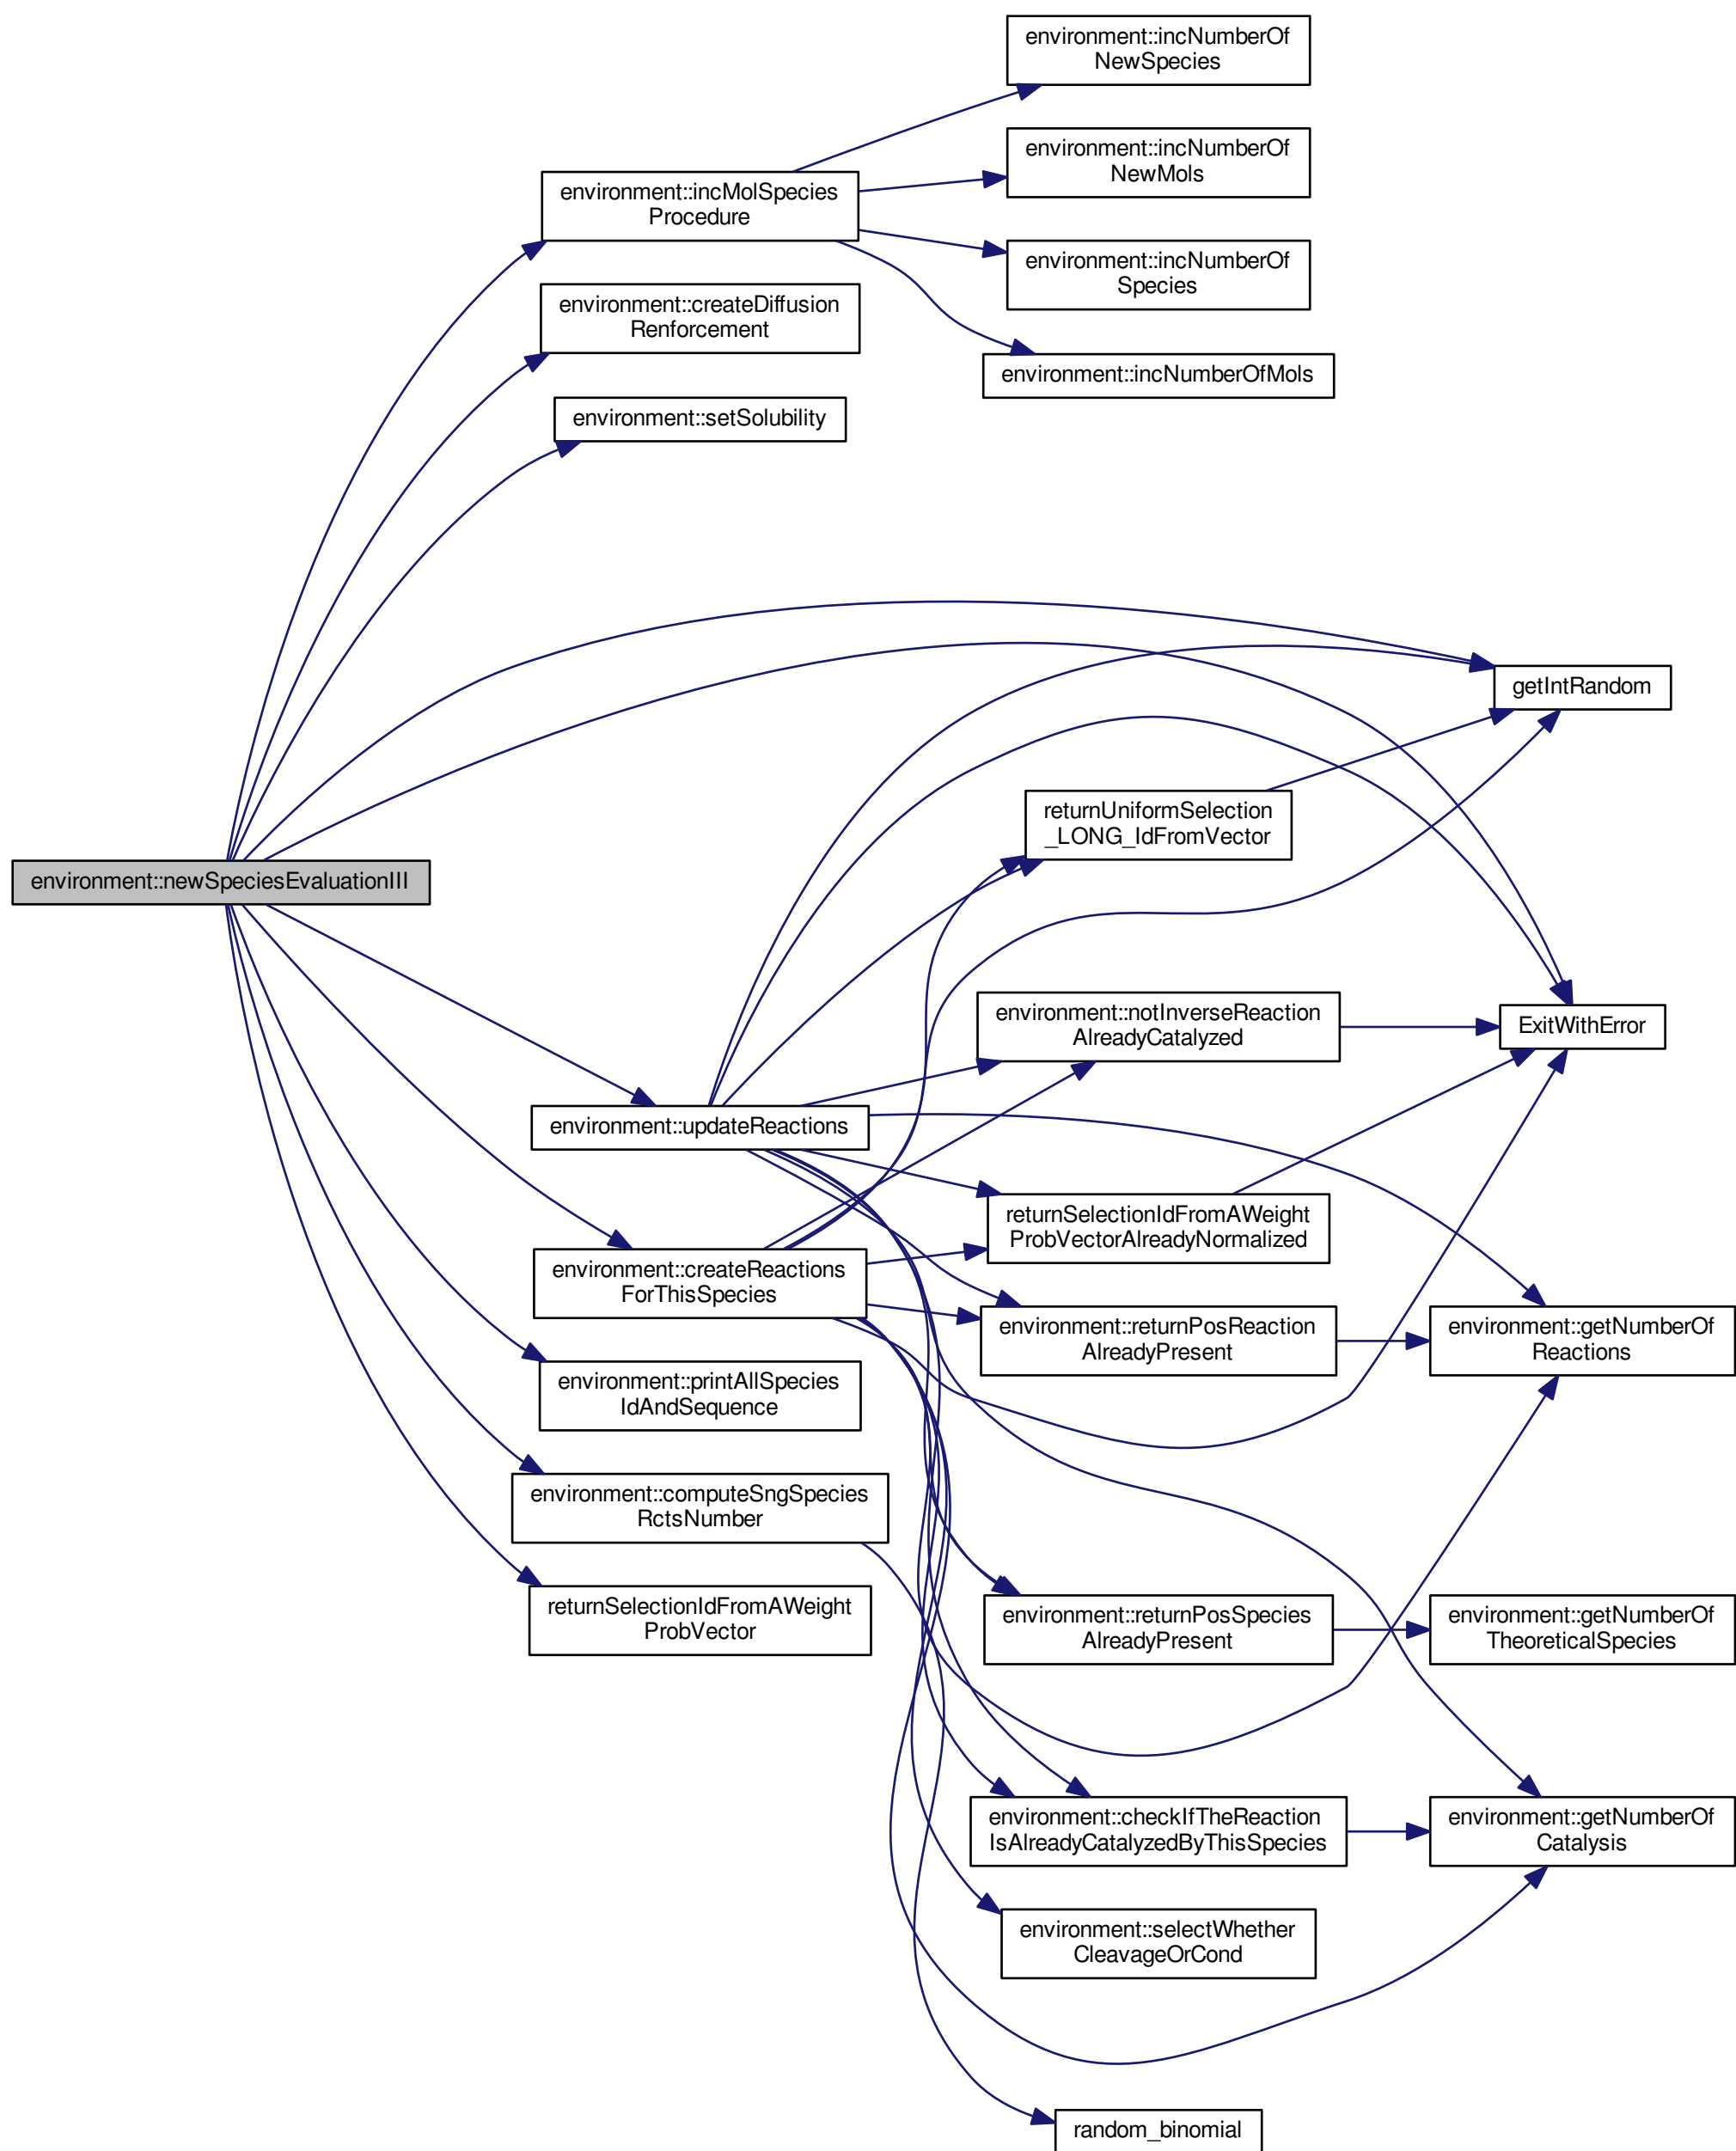 environment::incNumberOf
NewSpecies
environment::incNumberOf
NewMols
environment::incMolSpecies
Procedure
environment::incNumberOf
Species
environment::createDiffusion
Renforcement
environment::incNumberOfMols
environment::setSolubility
getIntRandom
returnUniformSelection
_LONG_IdFromVector
environment::newSpeciesEvaluationIII
environment::notInverseReaction
AlreadyCatalyzed
ExitWithError
environment::updateReactions
returnSelectionIdFromAWeight
ProbVectorAlreadyNormalized
environment::createReactions
ForThisSpecies
environment::returnPosReaction
AlreadyPresent
environment::getNumberOf
Reactions
environment::printAllSpecies
IdAndSequence
environment::computeSngSpecies
RctsNumber
returnSelectionIdFromAWeight
ProbVector
environment::returnPosSpecies
AlreadyPresent
environment::getNumberOf
TheoreticalSpecies
environment::checkIfTheReaction
IsAlreadyCatalyzedByThisSpecies
environment::getNumberOf
Catalysis
environment::selectWhether
CleavageOrCond
random_binomial